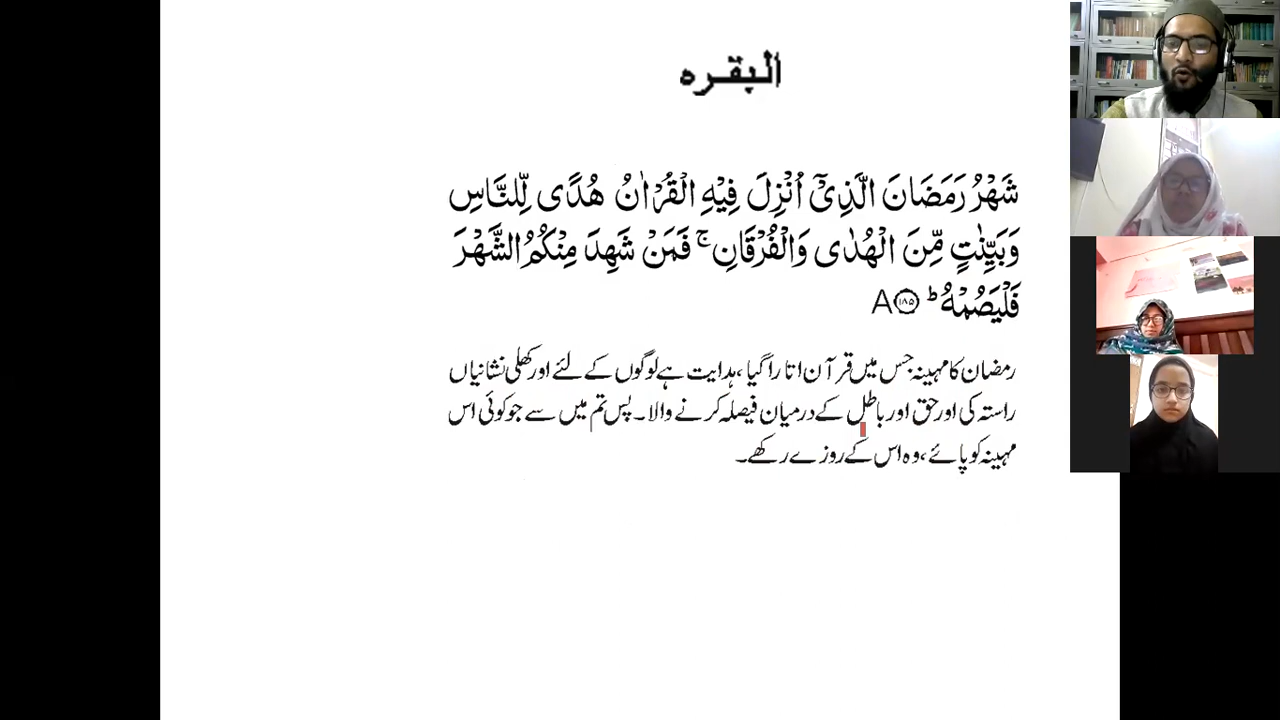 البقرہ
شَهْرُ رَمَضَانَ الَّذِیْۤ اُنْزِلَ فِیْهِ الْقُرْاٰنُ هُدًی لِّلنَّاسِ
وَبَیِّنٰتٍ مِّنَ الْهُدٰی وَالْفُرْقَانِ ۚ فَمَنْ شَهِدَ مِنْكُمُ الشَّهْرَ
فَلْیَصُمْهُ ؕ ۝۱۸۵ A
رمضان کا مہینہ جس میں قرآن اتارا گیا، ہدایت ہے لوگوں کے لئے اور کھلی نشانیاں
راستہ کی اور حق اور باطل کے درمیان فیصلہ کرنے والا۔ پس تم میں سے جو کوئی اس
مہینہ کو پائے، وہ اس کے روزے رکھے۔